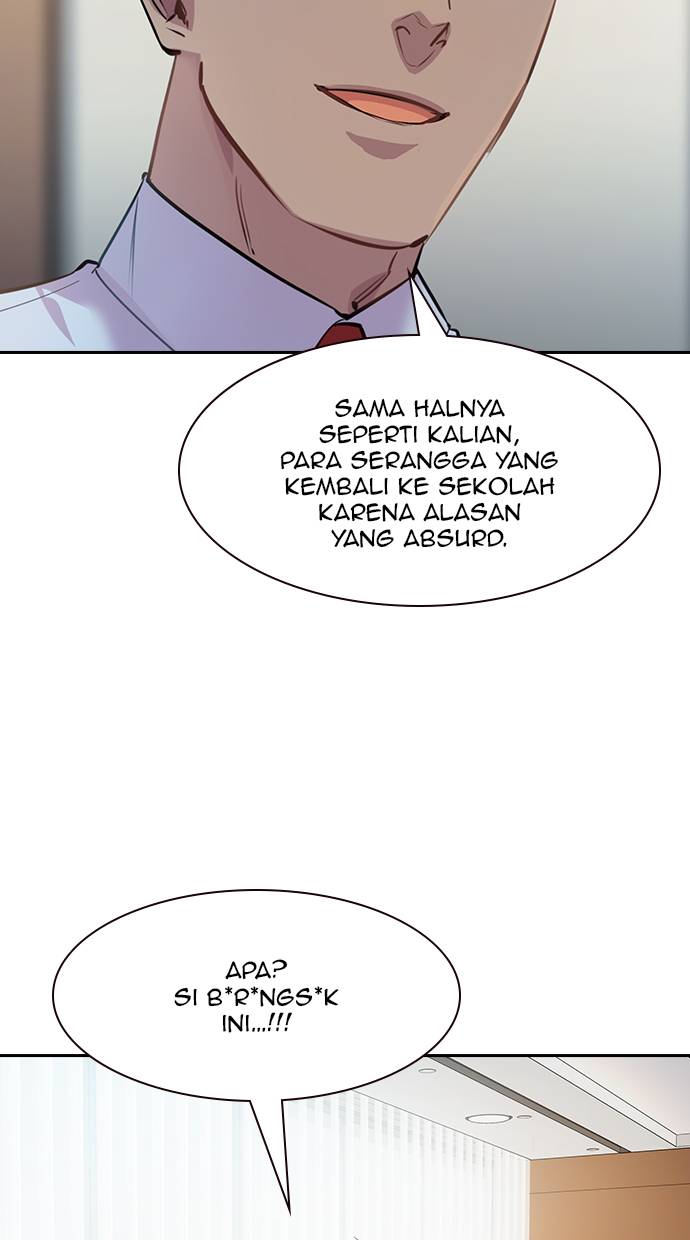 SAMA HALNYA
SEPERTI KALIAN,
PARA SERANGGA YANG
KEMBALI KE SEKOLAH
KARENA ALASAN
YANG ABSURD.
APA?
SI B*R*NGS*K
INI...!!!